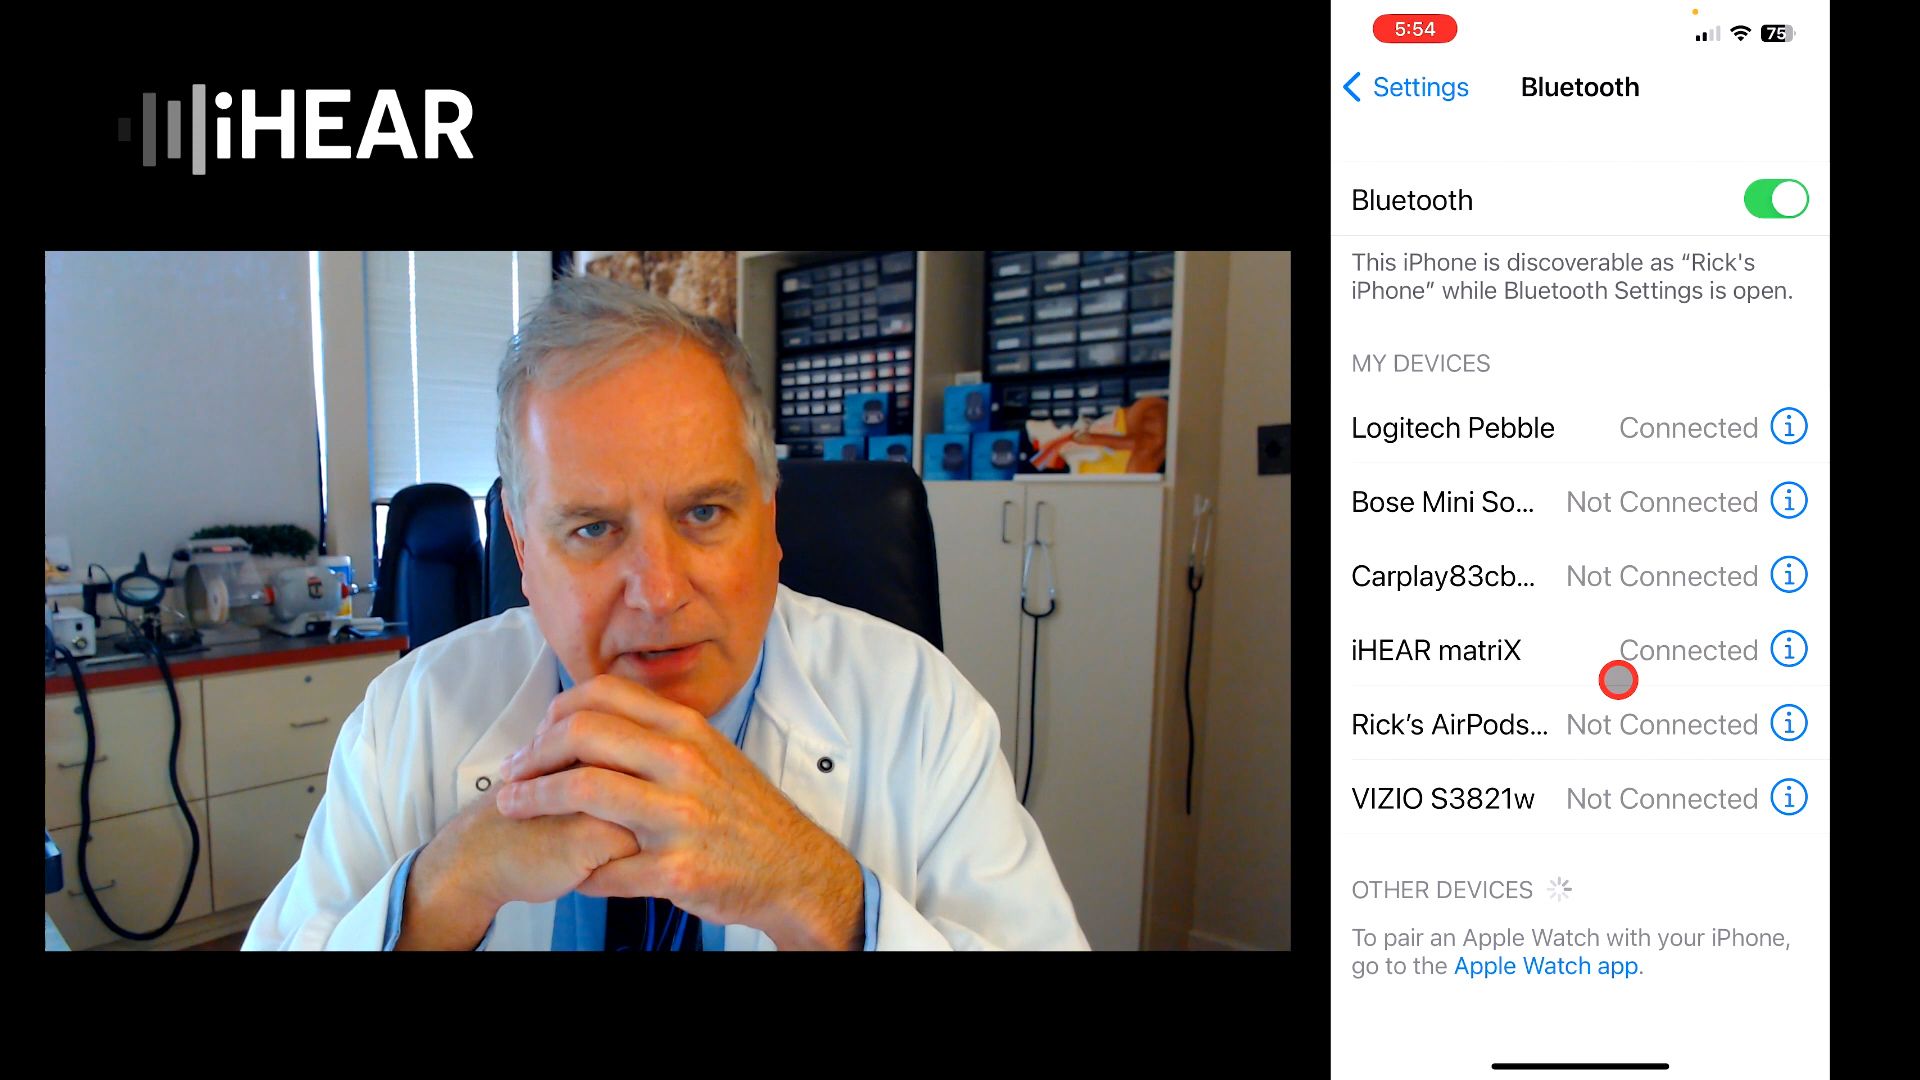 iHEAR
5:54
75
Settings
Bluetooth
Bluetooth
This iPhone is discoverable as “Rick's
iPhone” while Bluetooth Settings is open.
MY DEVICES
Logitech Pebble Connected
Bose Mini So... Not Connected
Carplay83cb... Not Connected
iHEAR matriX Connected
Rick’s AirPods... Not Connected
VIZIO S3821w Not Connected
OTHER DEVICES
To pair an Apple Watch with your iPhone,
go to the Apple Watch app.